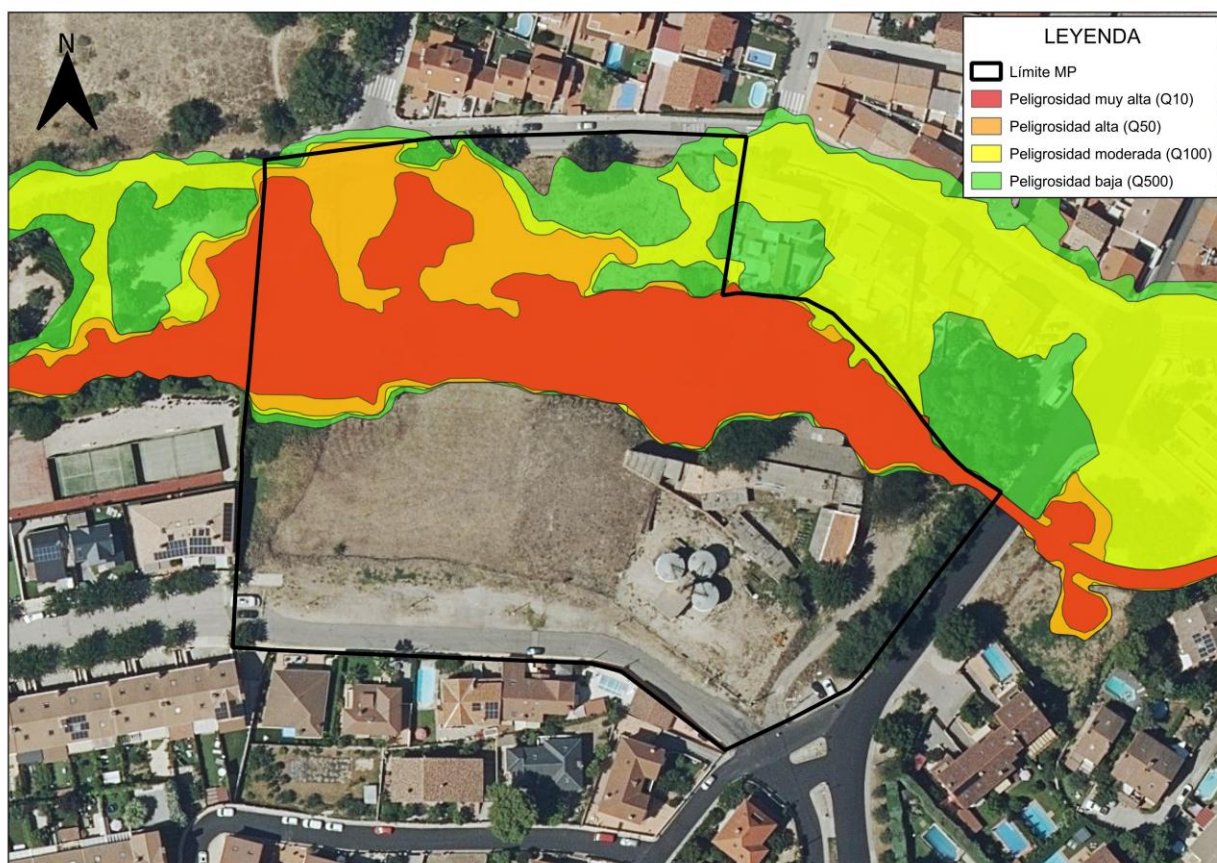 N
LEYENDA
Límite MP
Peligrosidad muy alta (Q10)
Peligrosidad alta (Q50)
Peligrosidad moderada (Q100)
Peligrosidad baja (Q500)